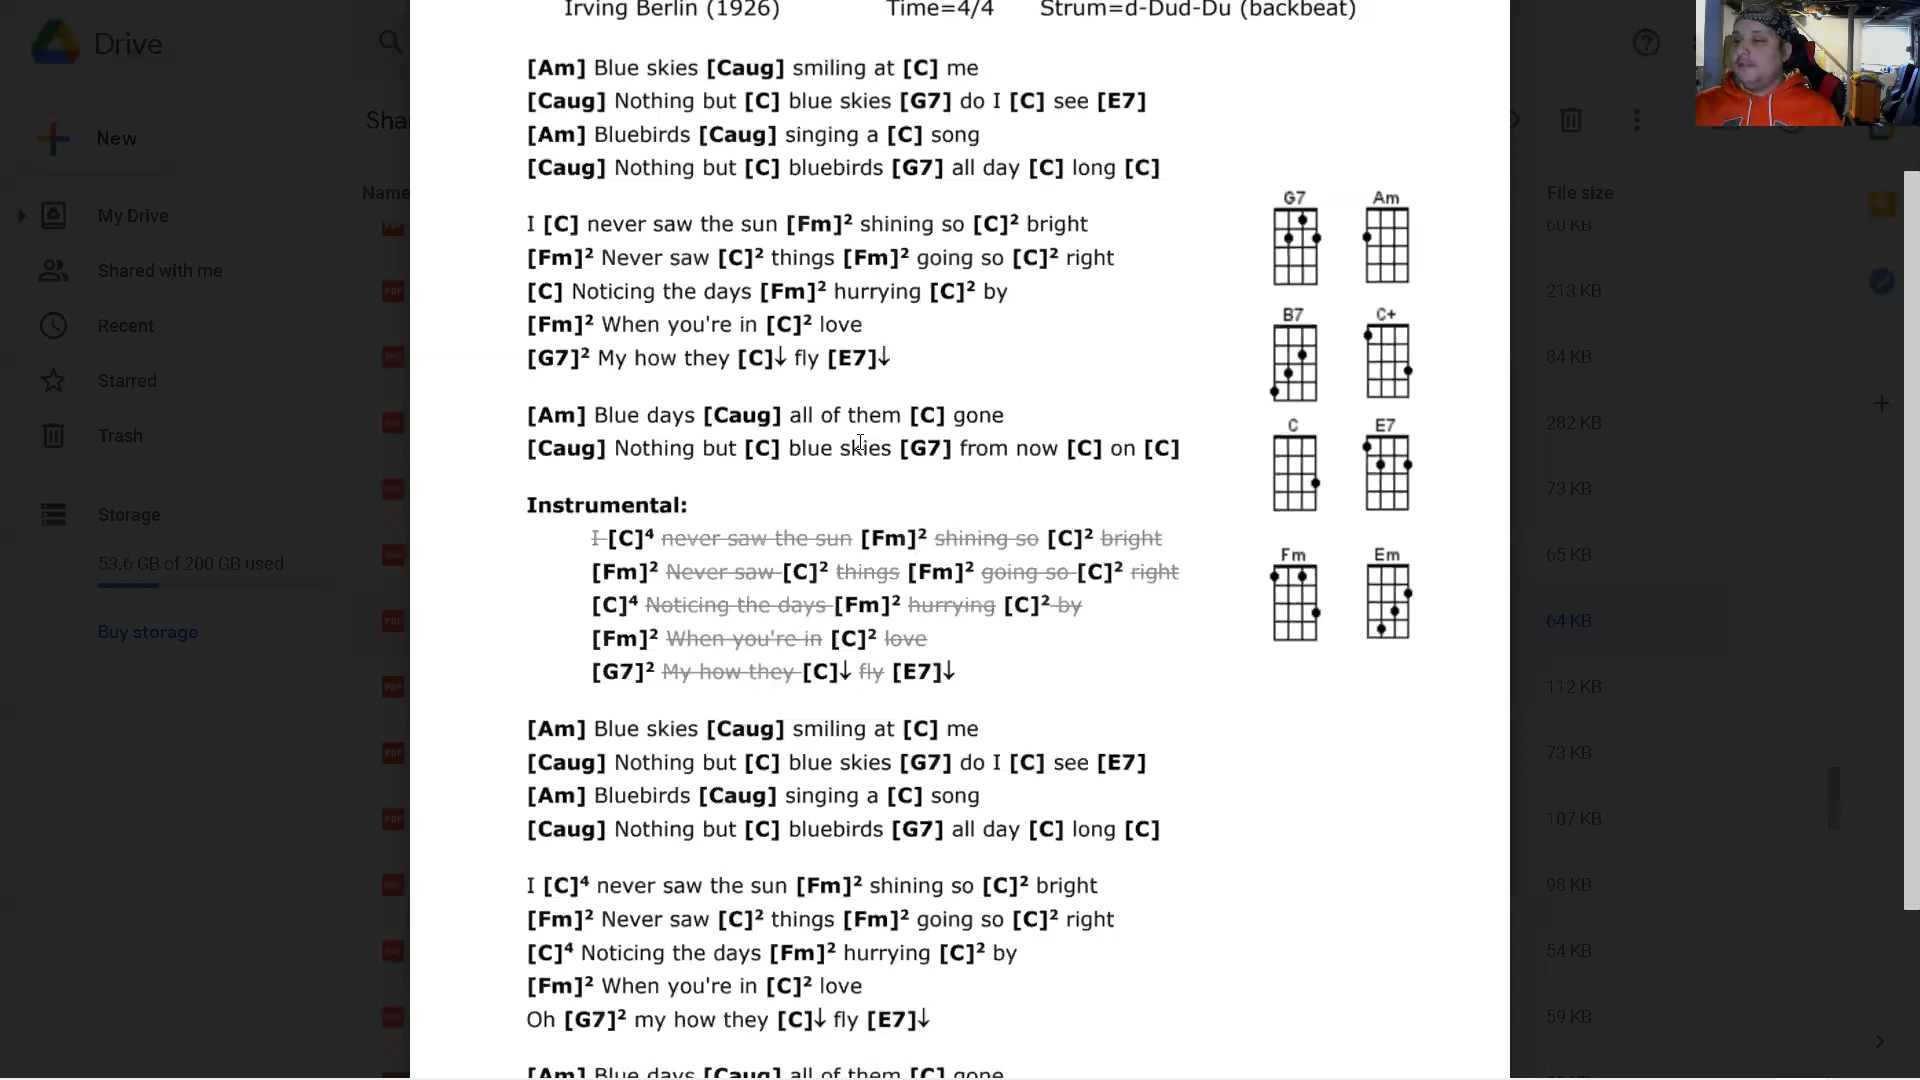 Irving Berlin (1926) Time=4/4 Strum=d-Dud-Du (backbeat)
Drive
New
My Drive
Shared with me
Recent
Starred
Trash
Storage
53.6 GB of 200 GB used
Buy storage
Name
[Am] Blue skies [Caug] smiling at [C] me
[Caug] Nothing but [C] blue skies [G7] do I [C] see [E7]
[Am] Bluebirds [Caug] singing a [C] song
[Caug] Nothing but [C] bluebirds [G7] all day [C] long [C]
I [C] never saw the sun [Fm]² shining so [C]² bright
[Fm]² Never saw [C]² things [Fm]² going so [C]² right
[C] Noticing the days [Fm]² hurrying [C]² by
[Fm]² When you're in [C]² love
[G7]² My how they [C]↓ fly [E7]↓
[Am] Blue days [Caug] all of them [C] gone
[Caug] Nothing but [C] blue skies [G7] from now [C] on [C]
Instrumental:
I [C]⁴ never saw the sun [Fm]² shining so [C]² bright
[Fm]² Never saw [C]² things [Fm]² going so [C]² right
[C]⁴ Noticing the days [Fm]² hurrying [C]² by
[Fm]² When you're in [C]² love
[G7]² My how they [C]↓ fly [E7]↓
[Am] Blue skies [Caug] smiling at [C] me
[Caug] Nothing but [C] blue skies [G7] do I [C] see [E7]
[Am] Bluebirds [Caug] singing a [C] song
[Caug] Nothing but [C] bluebirds [G7] all day [C] long [C]
I [C]⁴ never saw the sun [Fm]² shining so [C]² bright
[Fm]² Never saw [C]² things [Fm]² going so [C]² right
[C]⁴ Noticing the days [Fm]² hurrying [C]² by
[Fm]² When you're in [C]² love
Oh [G7]² my how they [C]↓ fly [E7]↓
[Am] Blue days [Caug] all of them [C] gone
G7 Am
B7 C+
C E7
Fm Em
File size
60 KB
213 KB
84 KB
282 KB
73 KB
65 KB
64 KB
112 KB
73 KB
107 KB
98 KB
54 KB
59 KB